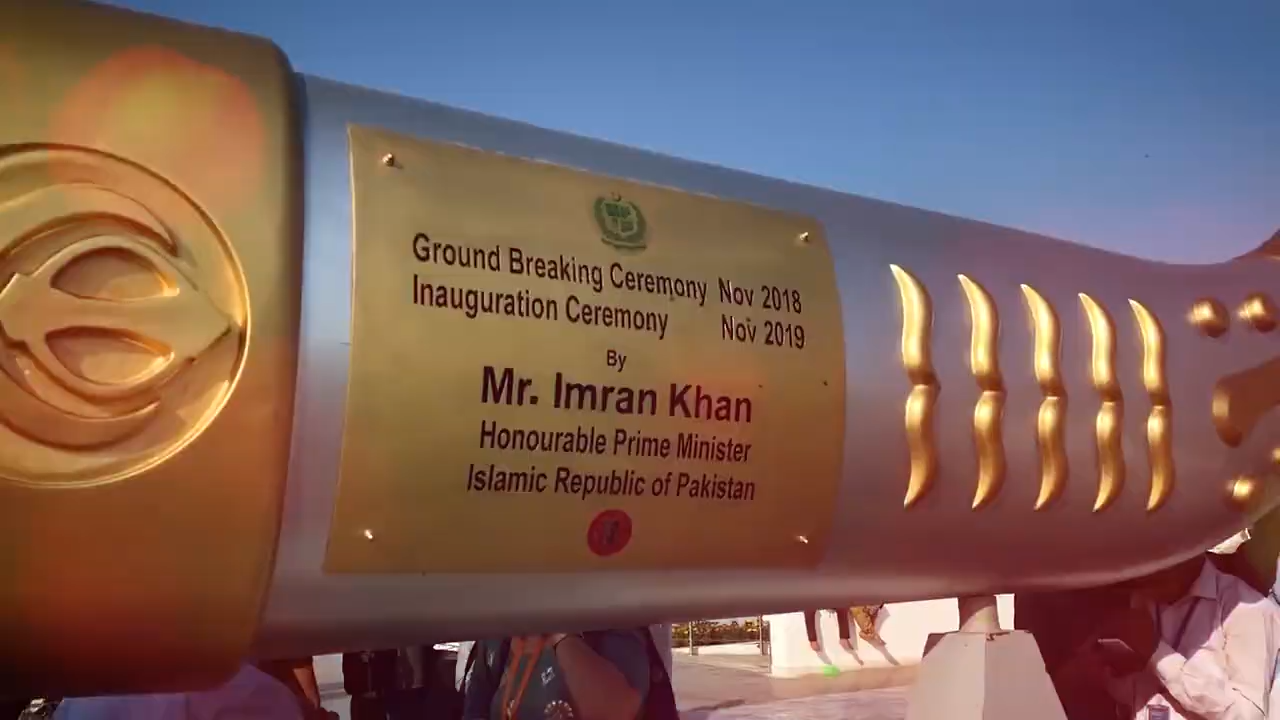 Ground Breaking Ceremony Nov 2018
Inauguration Ceremony Nov 2019
By
Mr. Imran Khan
Honourable Prime Minister
Islamic Republic of Pakistan